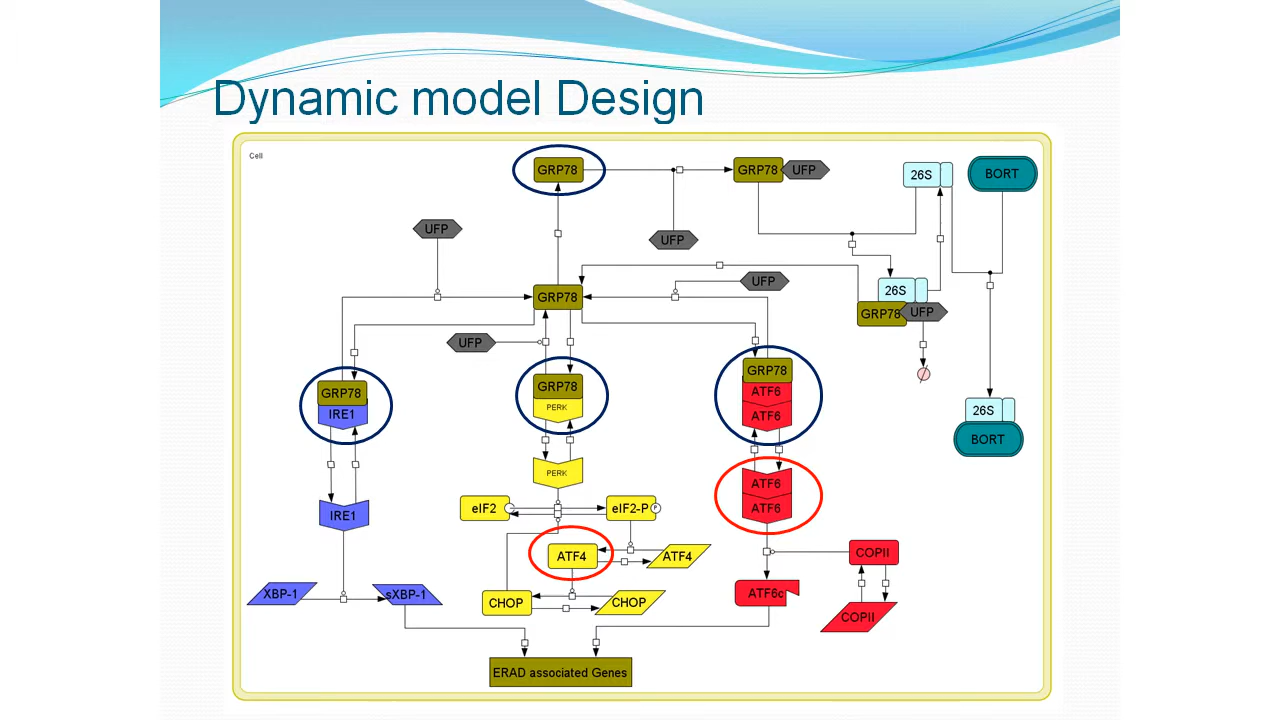 Dynamic model Design
Cell
GRP78
GRP78 UFP
26S
BORT
UFP
UFP
UFP
GRP78
26S
GRP78 UFP
UFP
GRP78
IRE1
GRP78
PERK
GRP78
ATF6
ATF6
26S
BORT
PERK
ATF6
ATF6
IRE1
eIF2
eIF2-P P
ATF4
ATF4
COPII
XBP-1
sXBP-1
CHOP
CHOP
ATF6c
COPII
ERAD associated Genes